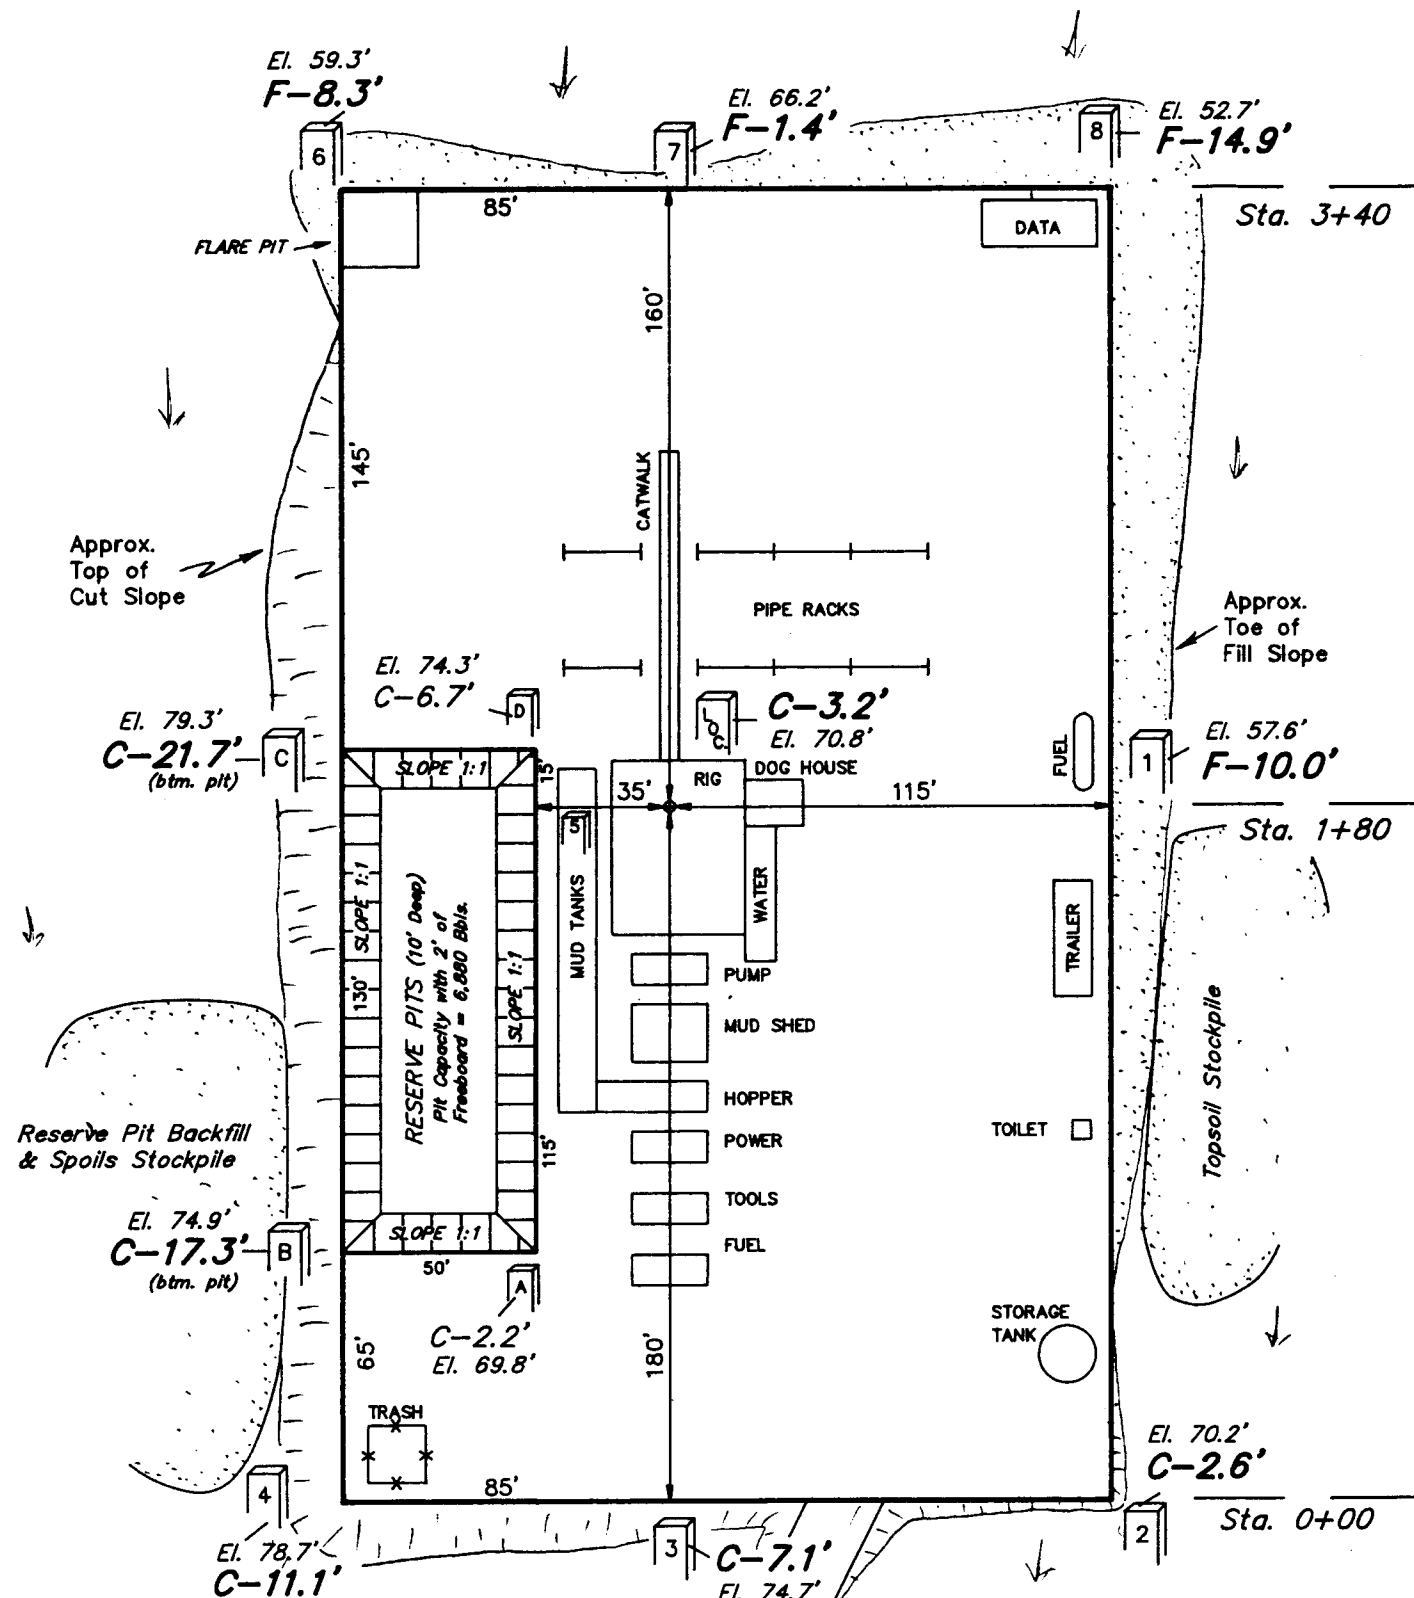 El. 59.3'
F-8.3'
6
El. 66.2'
F-1.4'
7
El. 52.7'
F-14.9'
8
Sta. 3+40
85'
FLARE PIT
DATA
160'
145'
CATWALK
Approx.
Top of
Cut Slope
PIPE RACKS
Approx.
Toe of
Fill Slope
El. 74.3'
C-6.7'
D
LOC.
C-3.2'
El. 70.8'
El. 79.3'
C-21.7'
(btm. pit)
C
El. 57.6'
F-10.0'
1
FUEL
SLOPE 1:1
15'
35'
RIG
DOG HOUSE
115'
Sta. 1+80
5
SLOPE 1:1
130'
RESERVE PITS (10' Deep)
Pit Capacity with 2' of
Freeboard = 6,880 Bbls.
SLOPE 1:1
MUD TANKS
WATER
TRAILER
PUMP
MUD SHED
HOPPER
POWER
TOOLS
FUEL
TOILET
Topsoil Stockpile
Reserve Pit Backfill
& Spoils Stockpile
115'
El. 74.9'
C-17.3'
(btm. pit)
B
SLOPE 1:1
50'
A
C-2.2'
El. 69.8'
65'
180'
STORAGE
TANK
TRASH
85'
El. 70.2'
C-2.6'
2
Sta. 0+00
4
El. 78.7'
C-11.1'
3
C-7.1'
El. 74.7'